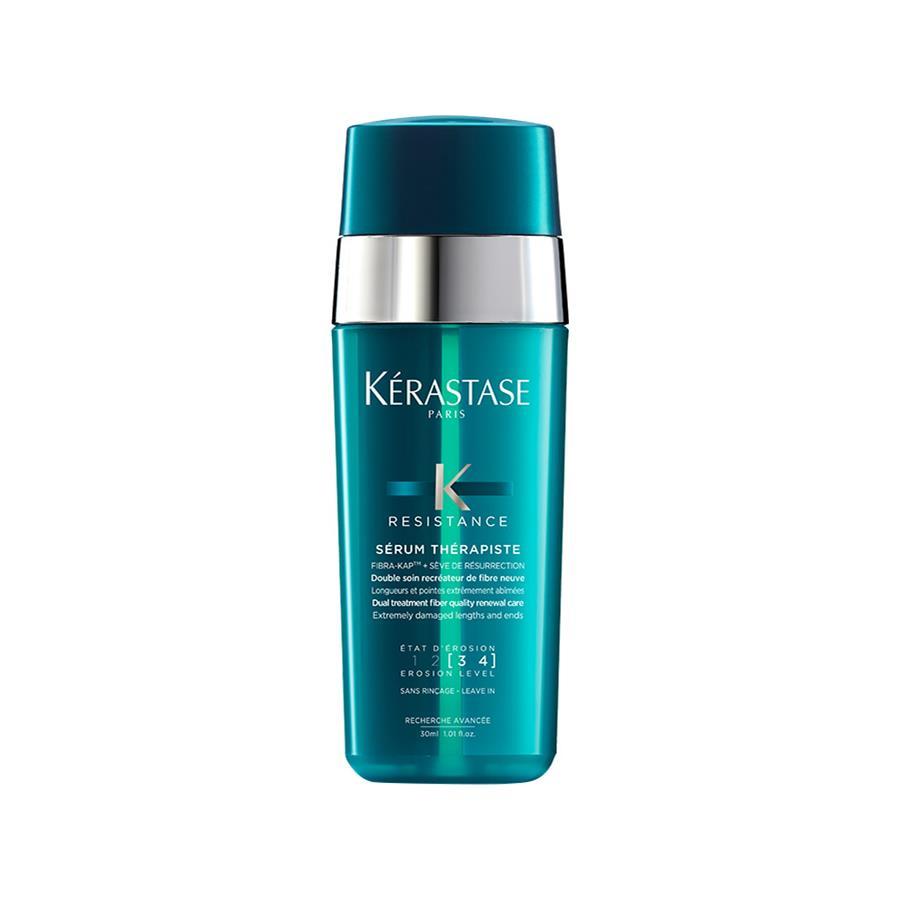 KÉRASTASE
PARIS
K
RESISTANCE
SÉRUM THÉRAPISTE
FIBRA-KAP™ + SÈVE DE RÉSURRECTION
Double soin recréateur de fibre neuve
Longueurs et pointes extrêmement abîmées
Dual treatment fiber quality renewal care
Extremely damaged lengths and ends
ÉTAT D'ÉROSION
1 2 [3 4]
EROSION LEVEL
SANS RINÇAGE - LEAVE IN
RECHERCHE AVANCÉE
30ml 1.01 fl.oz.